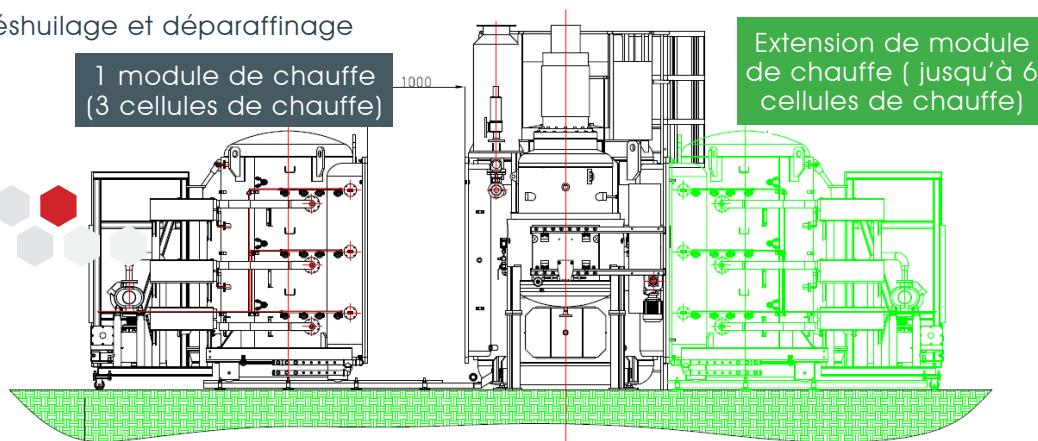 éshuilage et déparaffinage
1 module de chauffe
(3 cellules de chauffe)
1000
Extension de module
de chauffe ( jusqu'à 6
cellules de chauffe)